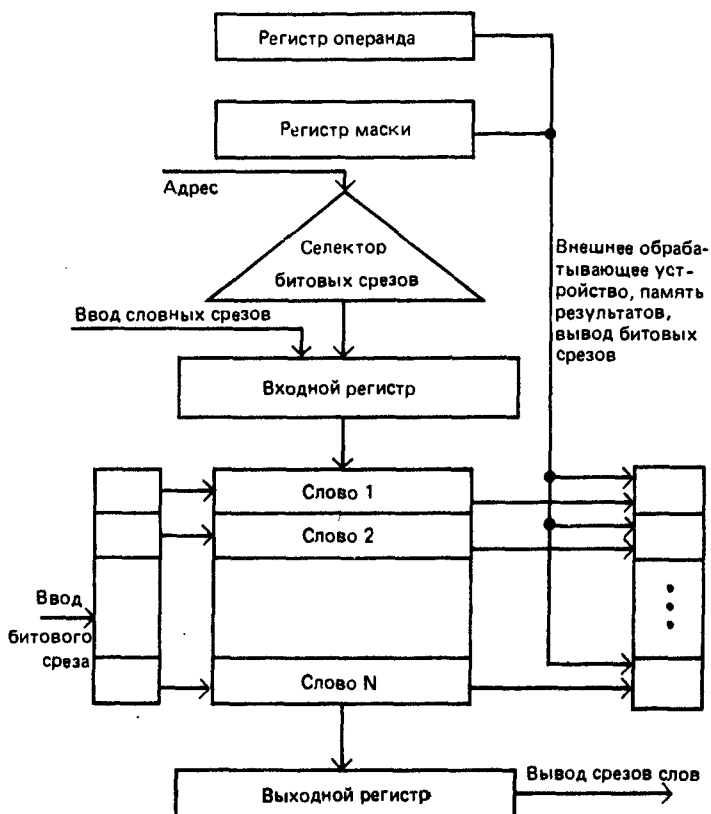 Регистр операнда
Регистр маски
Адрес
Селектор
битовых срезов
Внешнее обраба-
тывающее уст-
ройство, память
результатов,
вывод битовых
срезов
Ввод словных срезов
Входной регистр
Слово 1
Слово 2
Ввод
битового
среза
Слово N
Выходной регистр
Вывод срезов слов